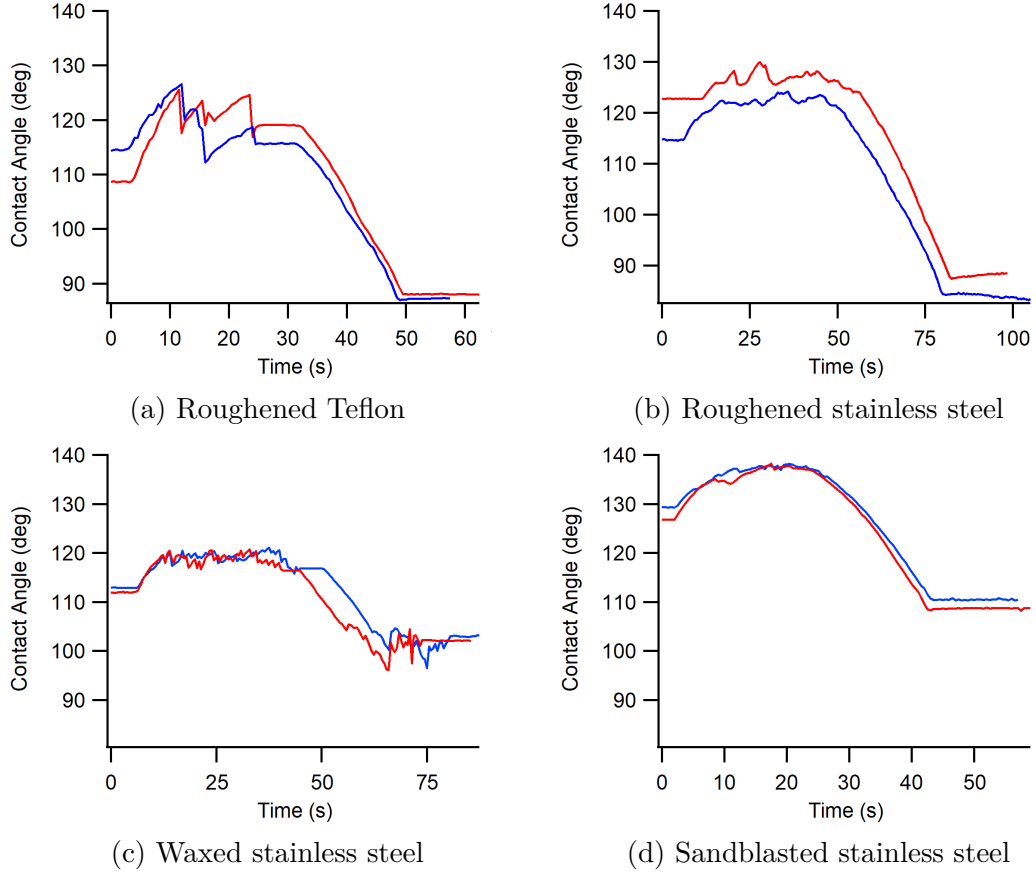 140
130
120
110
100
90
Contact Angle (deg)
0 10 20 30 40 50 60
Time (s)
(a) Roughened Teflon
140
130
120
110
100
90
Contact Angle (deg)
0 25 50 75 100
Time (s)
(b) Roughened stainless steel
140
130
120
110
100
90
Contact Angle (deg)
0 25 50 75
Time (s)
(c) Waxed stainless steel
140
130
120
110
100
90
Contact Angle (deg)
0 10 20 30 40 50
Time (s)
(d) Sandblasted stainless steel